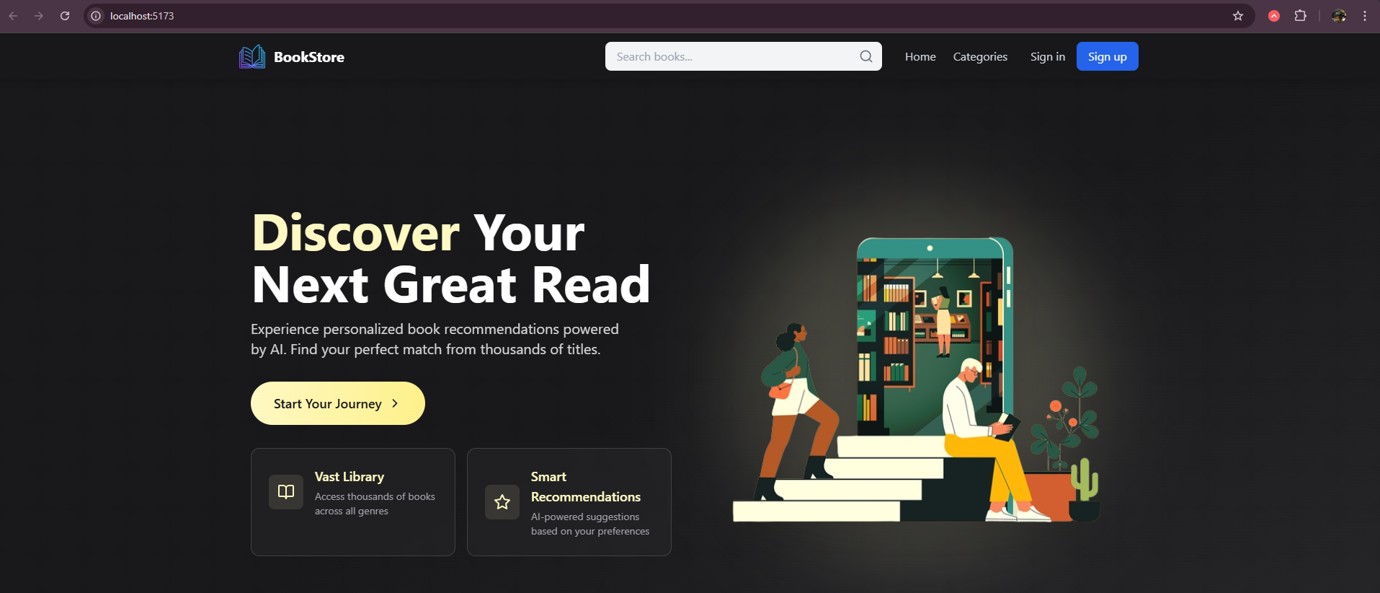 localhost:5173
BookStore
Search books...
Home
Categories
Sign in
Sign up
Discover Your
Next Great Read
Experience personalized book recommendations powered
by AI. Find your perfect match from thousands of titles.
Start Your Journey
Vast Library
Access thousands of books
across all genres
Smart
Recommendations
AI-powered suggestions
based on your preferences